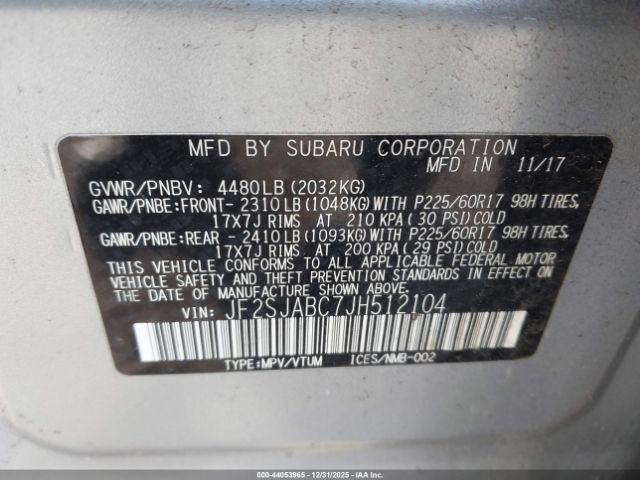 MFD BY SUBARU CORPORATION
MFD IN 11/17
GVWR/PNBV: 4480LB (2032KG)
GAWR/PNBE:FRONT- 2310LB(1048KG)WITH P225/60R17 98H TIRES,
17X7J RIMS AT 210 KPA(30 PSI)COLD
GAWR/PNBE:REAR - 2410LB(1093KG)WITH P225/60R17 98H TIRES,
17X7J RIMS AT 200 KPA(29 PSI)COLD
THIS VEHICLE CONFORMS TO ALL APPLICABLE FEDERAL MOTOR
VEHICLE SAFETY AND THEFT PREVENTION STANDARDS IN EFFECT
ON THE DATE OF MANUFACTURE SHOWN ABOVE.
VIN: JF2SJABC7JH512104
TYPE:MPV/VTUM ICES/NMB-002
000-44053965 - 12/31/2025 - IAAI.COM